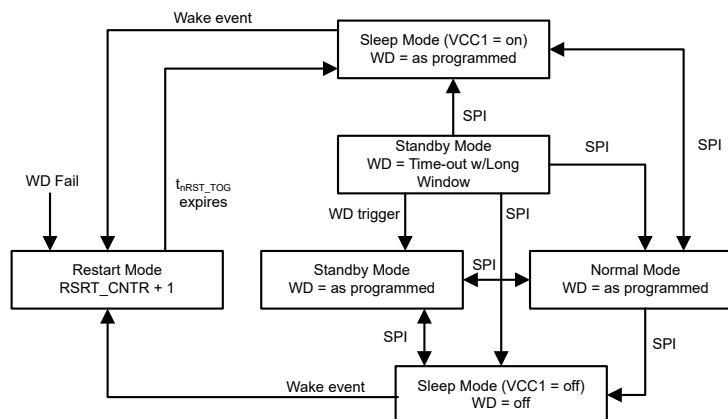 Wake event
Sleep Mode (VCC1 = on)
WD = as programmed
SPI
Standby Mode
WD = Time-out w/Long
Window
SPI
SPI
WD Fail
tnRST_TOG
expires
WD trigger
SPI
Restart Mode
RSRT_CNTR + 1
Standby Mode
WD = as programmed
SPI
Normal Mode
WD = as programmed
SPI
SPI
Wake event
Sleep Mode (VCC1 = off)
WD = off